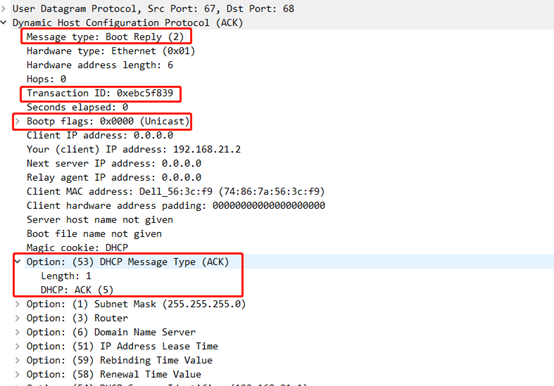 User Datagram Protocol, Src Port: 67, Dst Port: 68
Dynamic Host Configuration Protocol (ACK)
Message type: Boot Reply (2)
Hardware type: Ethernet (0x01)
Hardware address length: 6
Hops: 0
Transaction ID: 0xebc5f839
Seconds elapsed: 0
Bootp flags: 0x0000 (Unicast)
Client IP address: 0.0.0.0
Your (client) IP address: 192.168.21.2
Next server IP address: 0.0.0.0
Relay agent IP address: 0.0.0.0
Client MAC address: Dell_56:3c:f9 (74:86:7a:56:3c:f9)
Client hardware address padding: 00000000000000000000
Server host name not given
Boot file name not given
Magic cookie: DHCP
Option: (53) DHCP Message Type (ACK)
Length: 1
DHCP: ACK (5)
Option: (1) Subnet Mask (255.255.255.0)
Option: (3) Router
Option: (6) Domain Name Server
Option: (51) IP Address Lease Time
Option: (59) Rebinding Time Value
Option: (58) Renewal Time Value